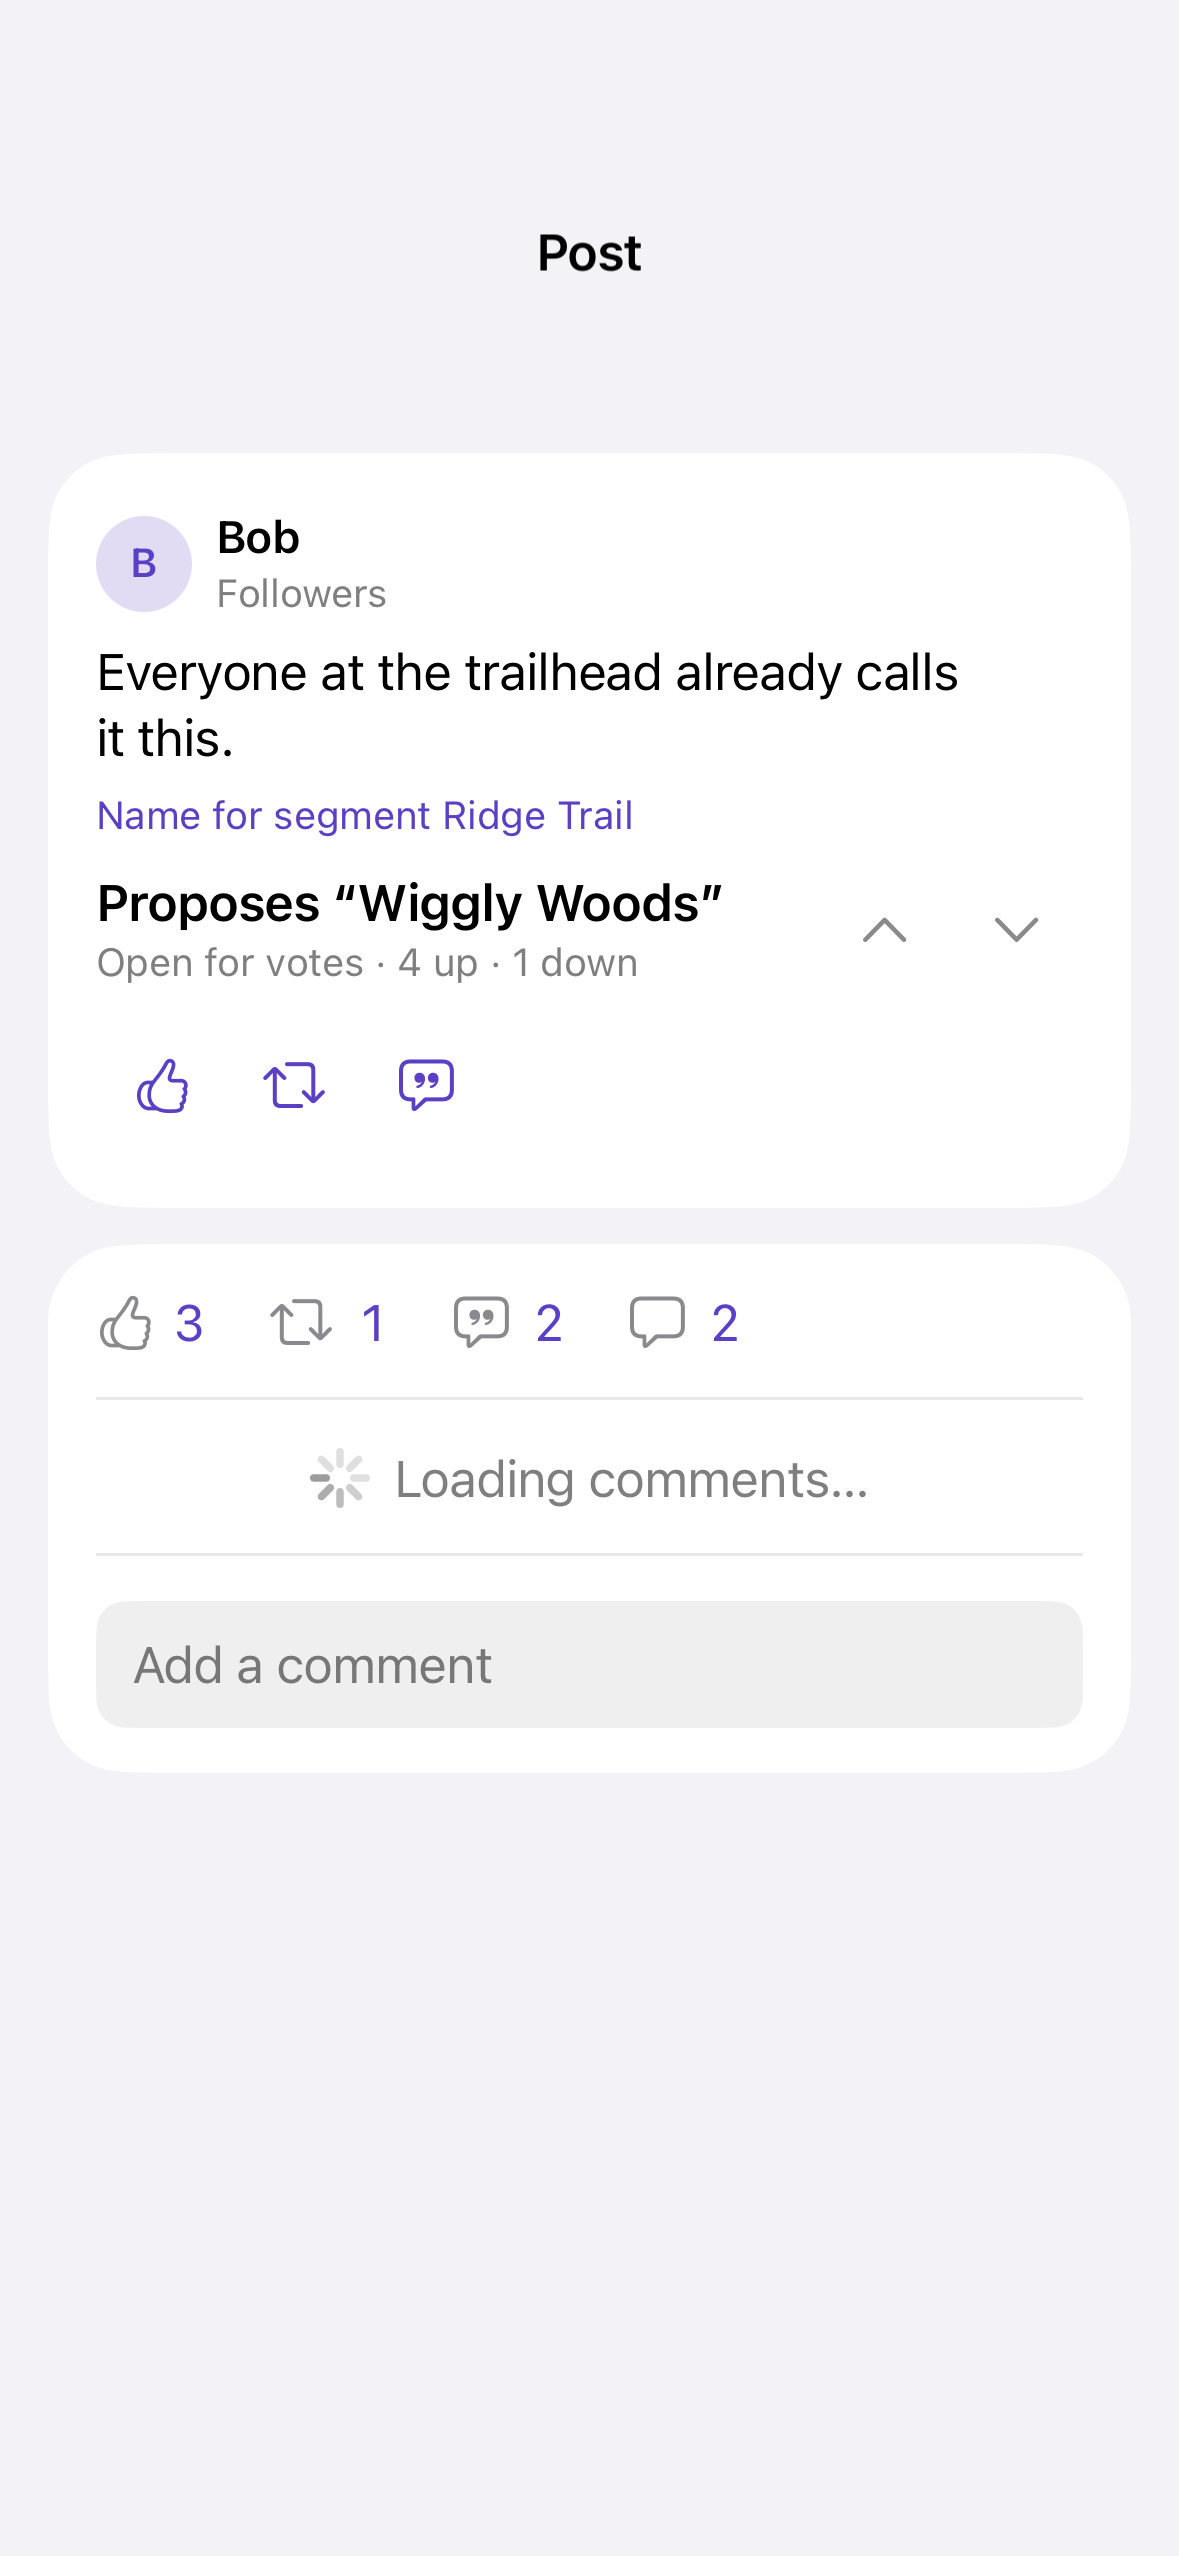 Post
B
Bob
Followers
Everyone at the trailhead already calls
it this.
Name for segment Ridge Trail
Proposes “Wiggly Woods”
Open for votes · 4 up · 1 down
3 1 2 2
Loading comments...
Add a comment